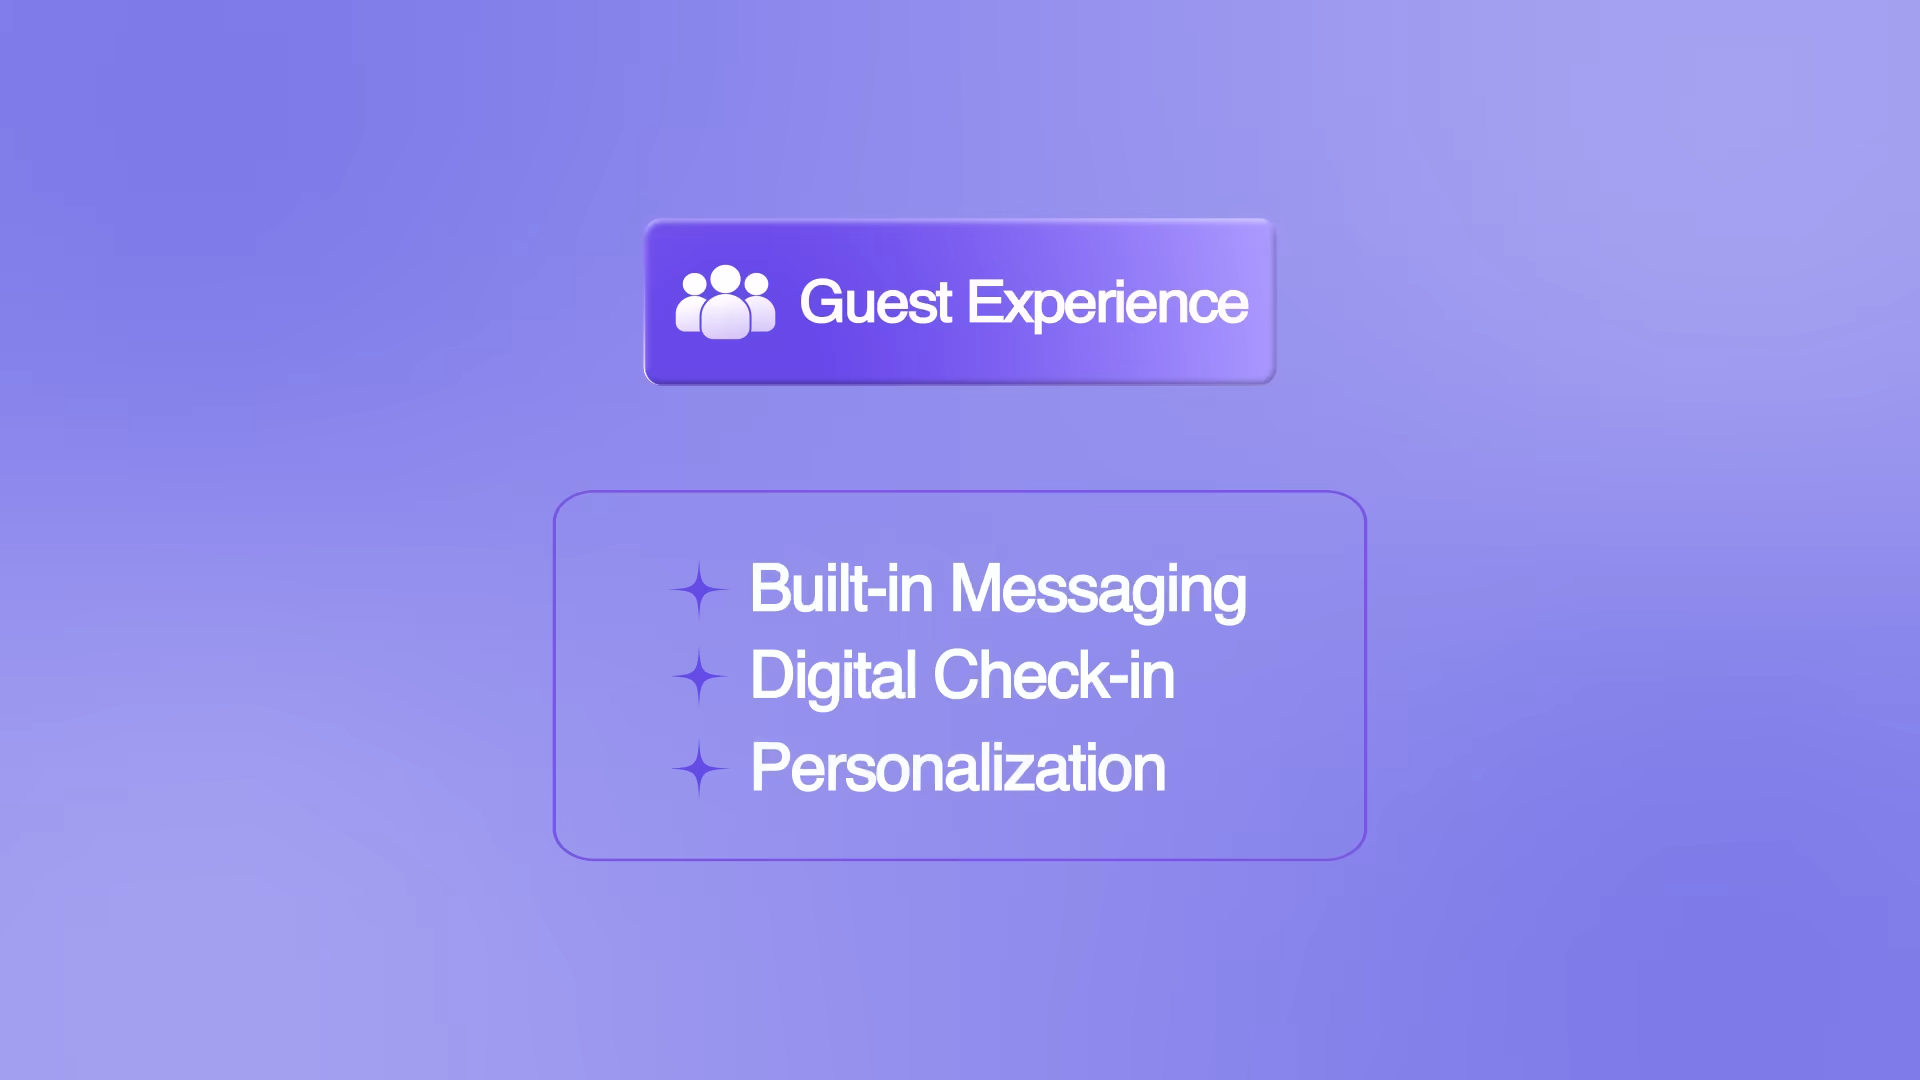 Guest Experience
Built-in Messaging
Digital Check-in
Personalization